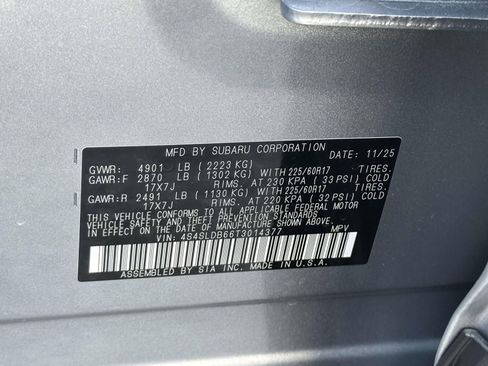 MFD BY SUBARU CORPORATION DATE: 11/25
GVWR: 4901 LB (2223 KG) TIRES.
GAWR:F 2870 LB (1302 KG) WITH 225/60R17
17X7J RIMS. AT 230 KPA (33 PSI) COLD
GAWR:R 2491 LB (1130 KG) WITH 225/60R17 TIRES.
17X7J RIMS. AT 220 KPA (32 PSI) COLD
THIS VEHICLE CONFORMS TO ALL APPLICABLE FEDERAL MOTOR
VEHICLE SAFETY AND THEFT PREVENTION STANDARDS
IN EFFECT ON THE DATE OF MANUFACTURE SHOWN ABOVE.
VIN: 4S4SLDB66T3014377 MPV
ASSEMBLED BY SIA INC. MADE IN U.S.A.